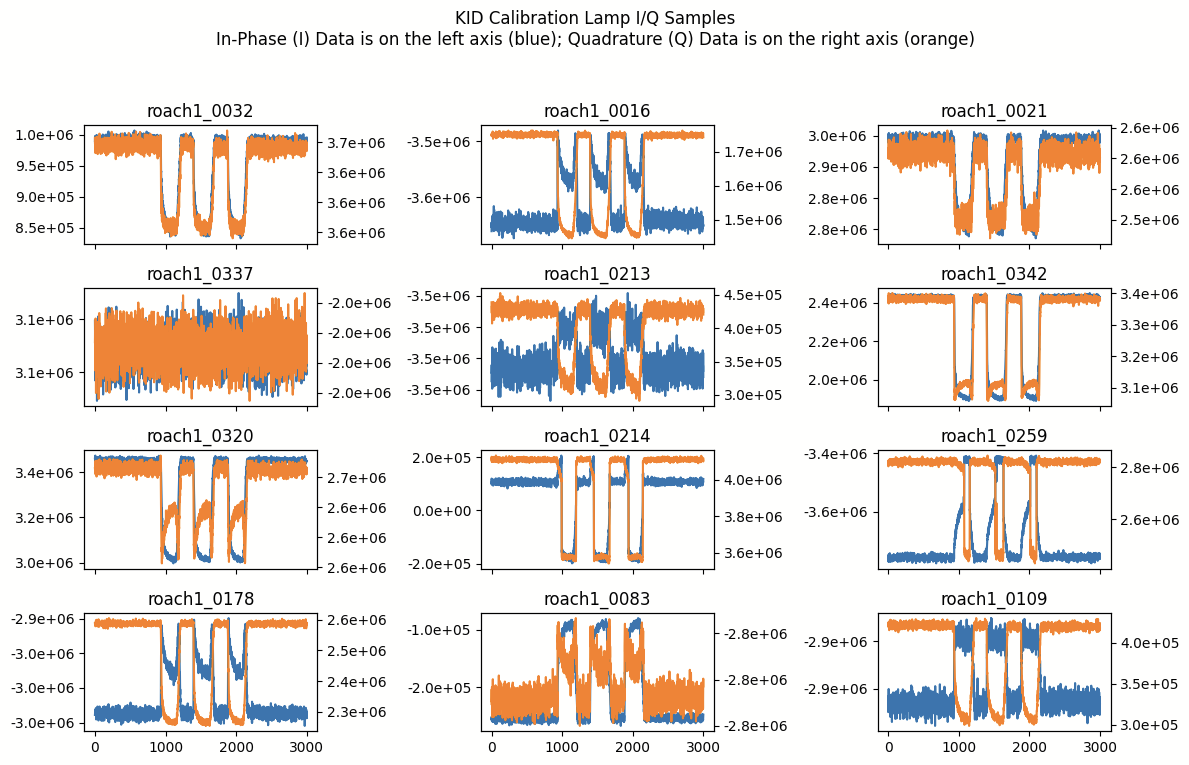 KID Calibration Lamp I/Q Samples
In-Phase (I) Data is on the left axis (blue); Quadrature (Q) Data is on the right axis (orange)
roach1_0032
1.0e+06
9.5e+05
9.0e+05
8.5e+05
3.7e+06
3.6e+06
3.6e+06
3.6e+06
roach1_0016
-3.5e+06
-3.6e+06
1.7e+06
1.6e+06
1.5e+06
roach1_0021
3.0e+06
2.9e+06
2.8e+06
2.8e+06
2.6e+06
2.6e+06
2.6e+06
2.5e+06
roach1_0337
3.1e+06
3.1e+06
-2.0e+06
-2.0e+06
-2.0e+06
-2.0e+06
roach1_0213
-3.5e+06
-3.5e+06
-3.5e+06
-3.5e+06
4.5e+05
4.0e+05
3.5e+05
3.0e+05
roach1_0342
2.4e+06
2.2e+06
2.0e+06
3.4e+06
3.3e+06
3.2e+06
3.1e+06
roach1_0320
3.4e+06
3.2e+06
3.0e+06
2.7e+06
2.6e+06
2.6e+06
2.6e+06
roach1_0214
2.0e+05
0.0e+00
-2.0e+05
4.0e+06
3.8e+06
3.6e+06
roach1_0259
-3.4e+06
-3.6e+06
2.8e+06
2.6e+06
roach1_0178
-2.9e+06
-3.0e+06
-3.0e+06
-3.0e+06
2.6e+06
2.5e+06
2.4e+06
2.3e+06
0
1000
2000
3000
roach1_0083
-1.0e+05
-2.0e+05
-2.8e+06
-2.8e+06
-2.8e+06
0
1000
2000
3000
roach1_0109
-2.9e+06
-2.9e+06
4.0e+05
3.5e+05
3.0e+05
0
1000
2000
3000